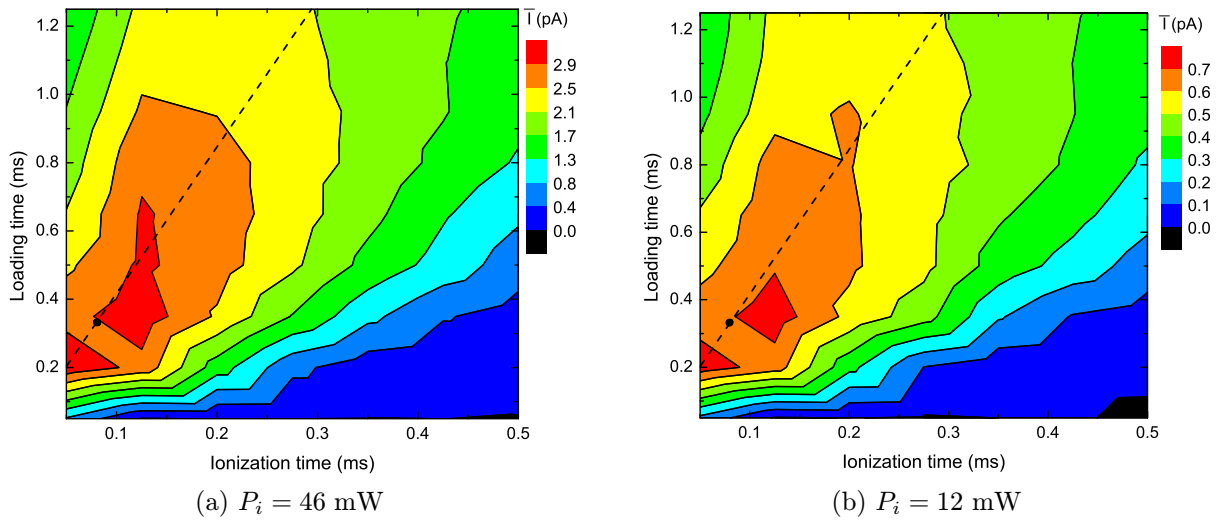 I (pA)
2.9
2.5
2.1
1.7
1.3
0.8
0.4
0.0
1.2
1.0
0.8
0.6
0.4
0.2
Loading time (ms)
0.1 0.2 0.3 0.4 0.5
Ionization time (ms)
(a) P_i = 46 mW
I (pA)
0.7
0.6
0.5
0.4
0.3
0.2
0.1
0.0
1.2
1.0
0.8
0.6
0.4
0.2
Loading time (ms)
0.1 0.2 0.3 0.4 0.5
Ionization time (ms)
(b) P_i = 12 mW